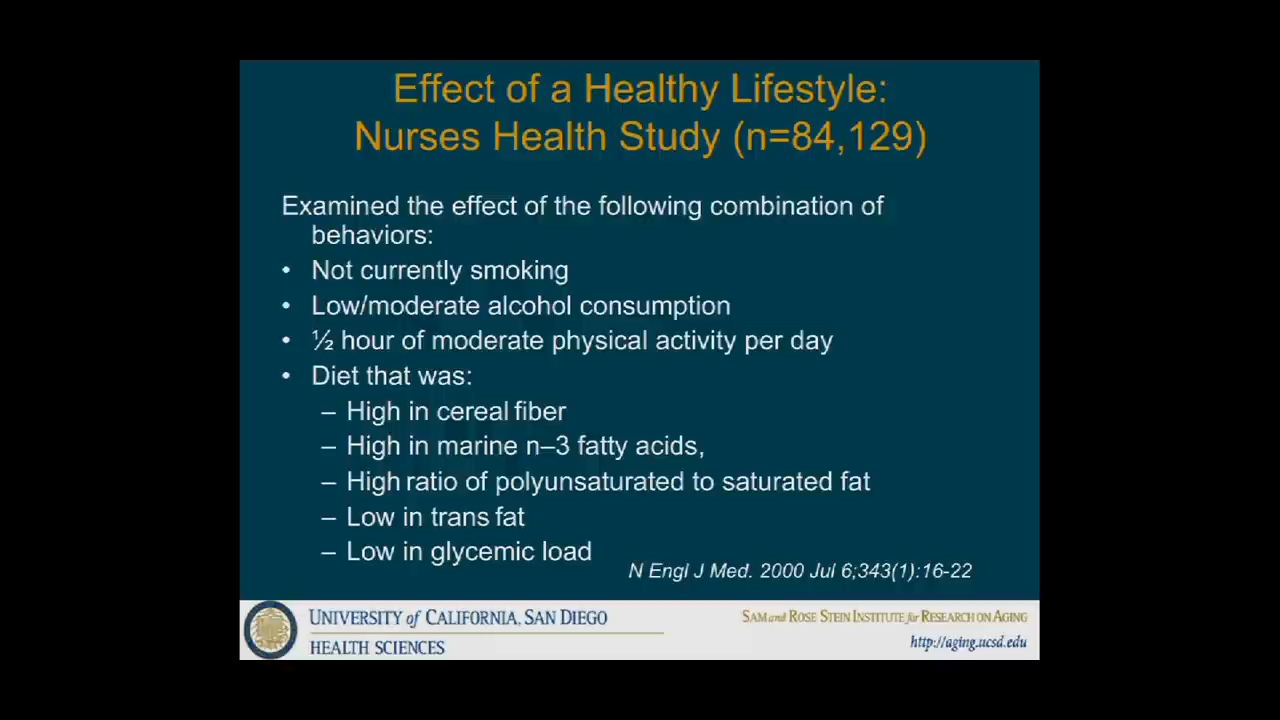 Effect of a Healthy Lifestyle:
Nurses Health Study (n=84,129)
Examined the effect of the following combination of
behaviors:
• Not currently smoking
• Low/moderate alcohol consumption
• ½ hour of moderate physical activity per day
• Diet that was:
– High in cereal fiber
– High in marine n–3 fatty acids,
– High ratio of polyunsaturated to saturated fat
– Low in trans fat
– Low in glycemic load
N Engl J Med. 2000 Jul 6;343(1):16-22
UNIVERSITY of CALIFORNIA, SAN DIEGO
HEALTH SCIENCES
SAM and ROSE STEIN INSTITUTE for RESEARCH ON AGING
http://aging.ucsd.edu